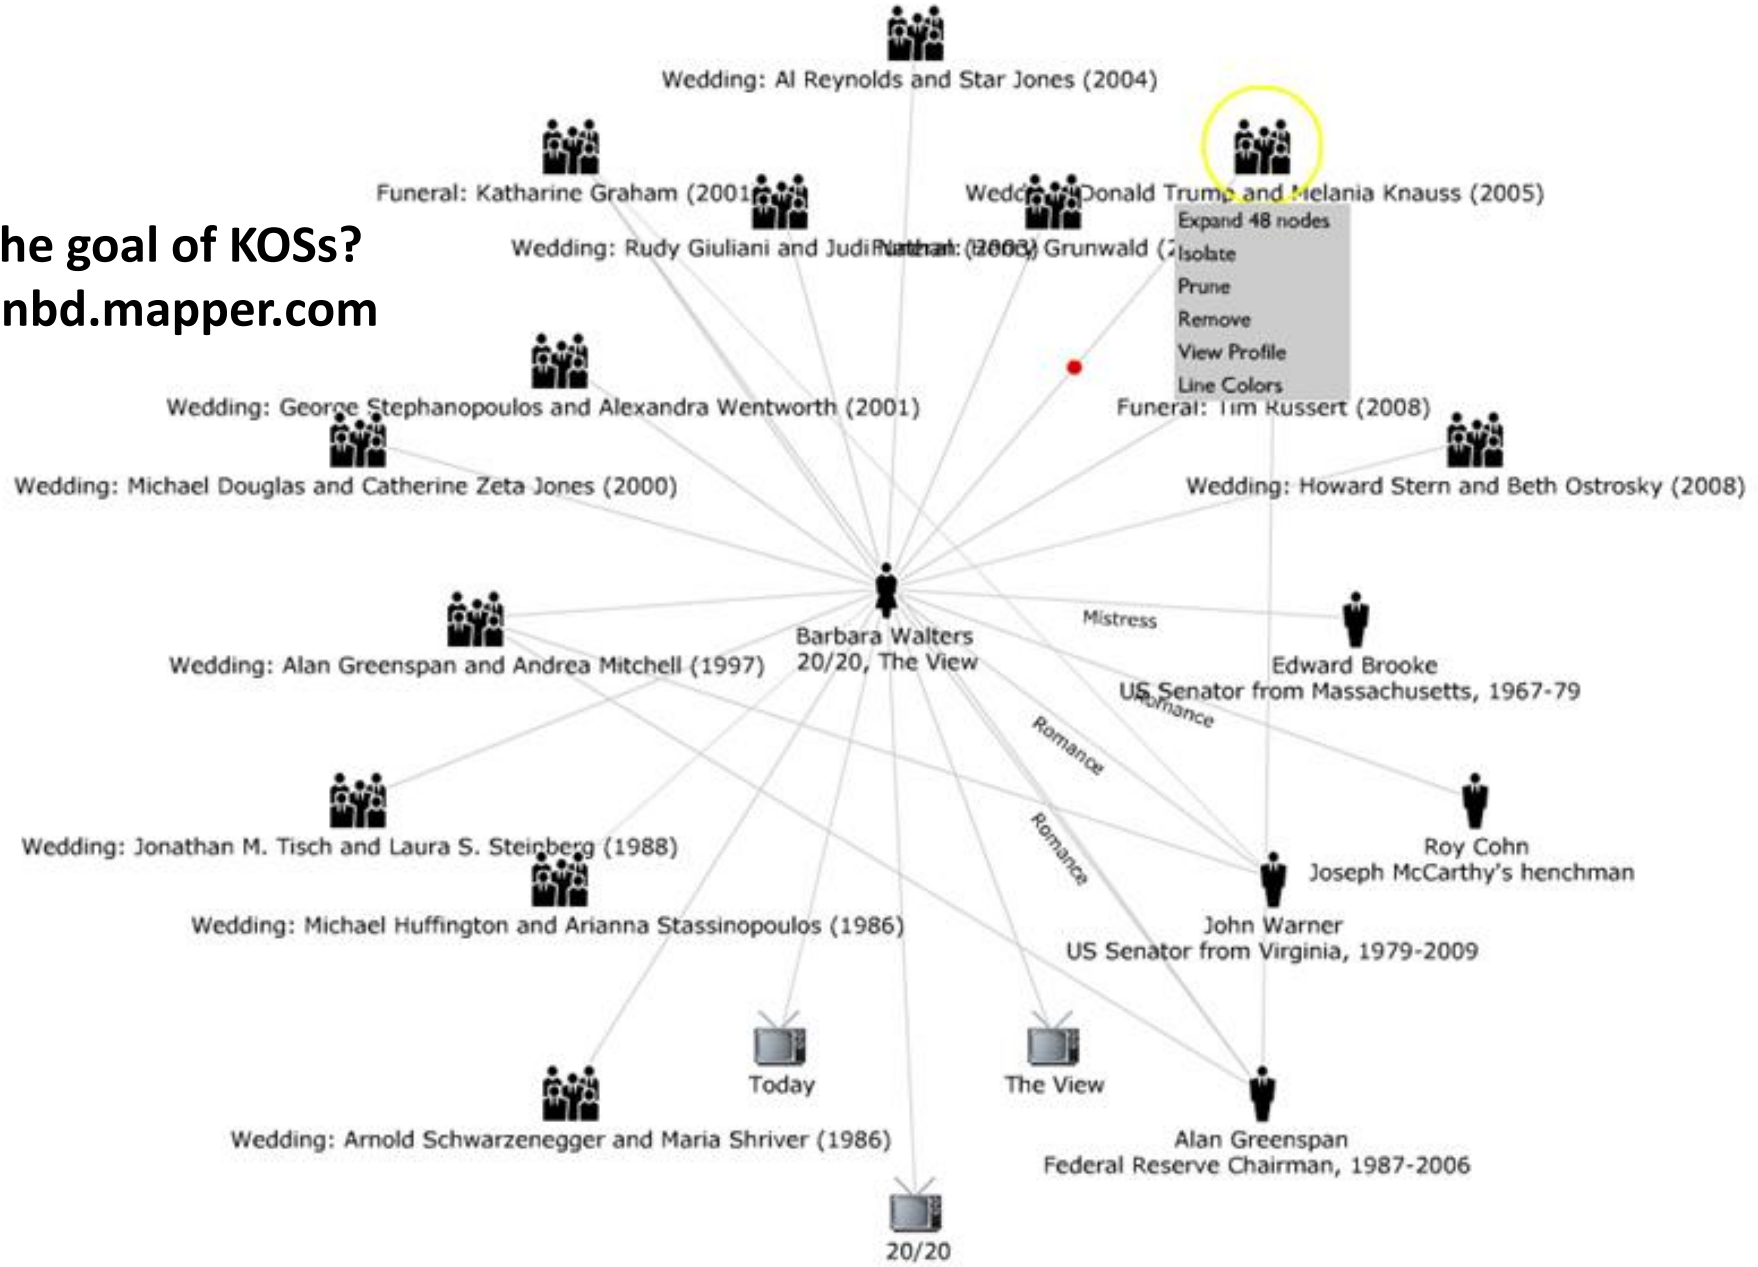 Wedding: Al Reynolds and Star Jones (2004)
Funeral: Katharine Graham (2001
Donald Trump and Melania Knauss (2005)
he goal of KOSs?
nbd.mapper.com
Wedding: Rudy Giuliani and Judi Grunwald (2
Expand 48 nodes
Isolate
Prune
Remove
View Profile
Line Colors
Wedding: George Stephanopoulos and Alexandra Wentworth (2001)
Funeral: Tim Russert (2008)
Wedding: Michael Douglas and Catherine Zeta Jones (2000)
Wedding: Howard Stern and Beth Ostrosky (2008)
Mistress
Barbara Walters
20/20, The View
Wedding: Alan Greenspan and Andrea Mitchell (1997)
Edward Brooke
US Senator from Massachusetts, 1967-79
Romance
Romance
Romance
Wedding: Jonathan M. Tisch and Laura S. Steinberg (1988)
Roy Cohn
Joseph McCarthy's henchman
Wedding: Michael Huffington and Arianna Stassinopoulos (1986)
John Warner
US Senator from Virginia, 1979-2009
Today
The View
Wedding: Arnold Schwarzenegger and Maria Shriver (1986)
Alan Greenspan
Federal Reserve Chairman, 1987-2006
20/20